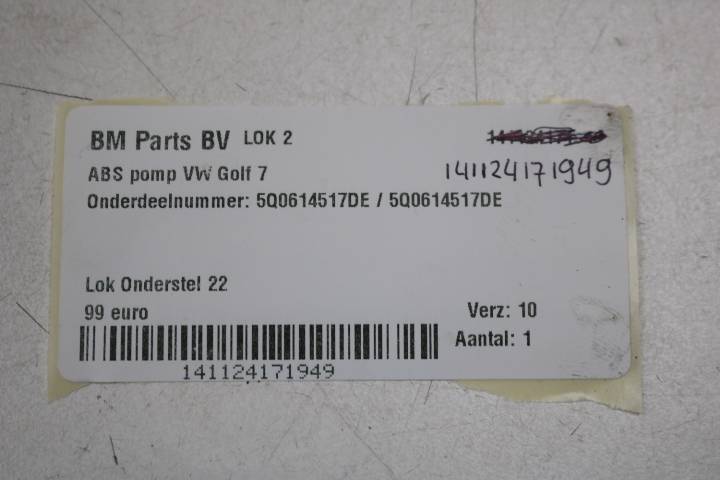 BM Parts BV LOK 2
ABS pomp VW Golf 7
141124171949
Onderdeelnummer: 5Q0614517DE / 5Q0614517DE
Lok Onderstel 22
99 euro
Verz: 10
Aantal: 1
141124171949